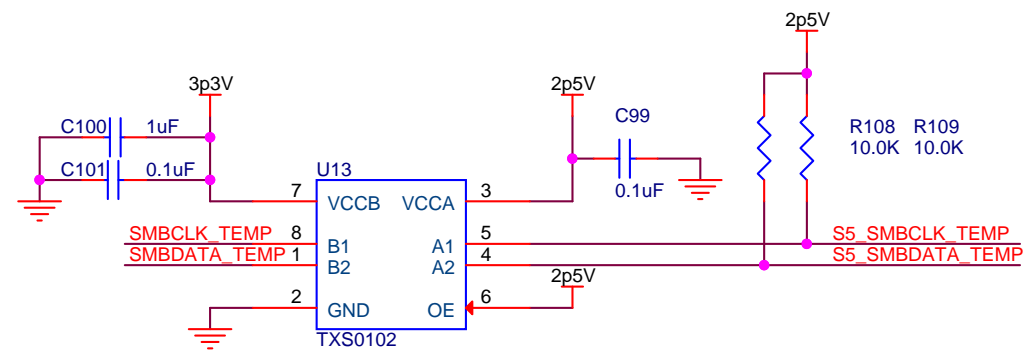 2p5V
3p3V
2p5V
C100 1uF
C99
R108 R109
10.0K 10.0K
C101 0.1uF
0.1uF
U13
7 VCCB VCCA 3
SMBCLK_TEMP 8 B1 A1 5 S5_SMBCLK_TEMP
SMBDATA_TEMP 1 B2 A2 4 S5_SMBDATA_TEMP
2p5V
2 GND OE 6
TXS0102